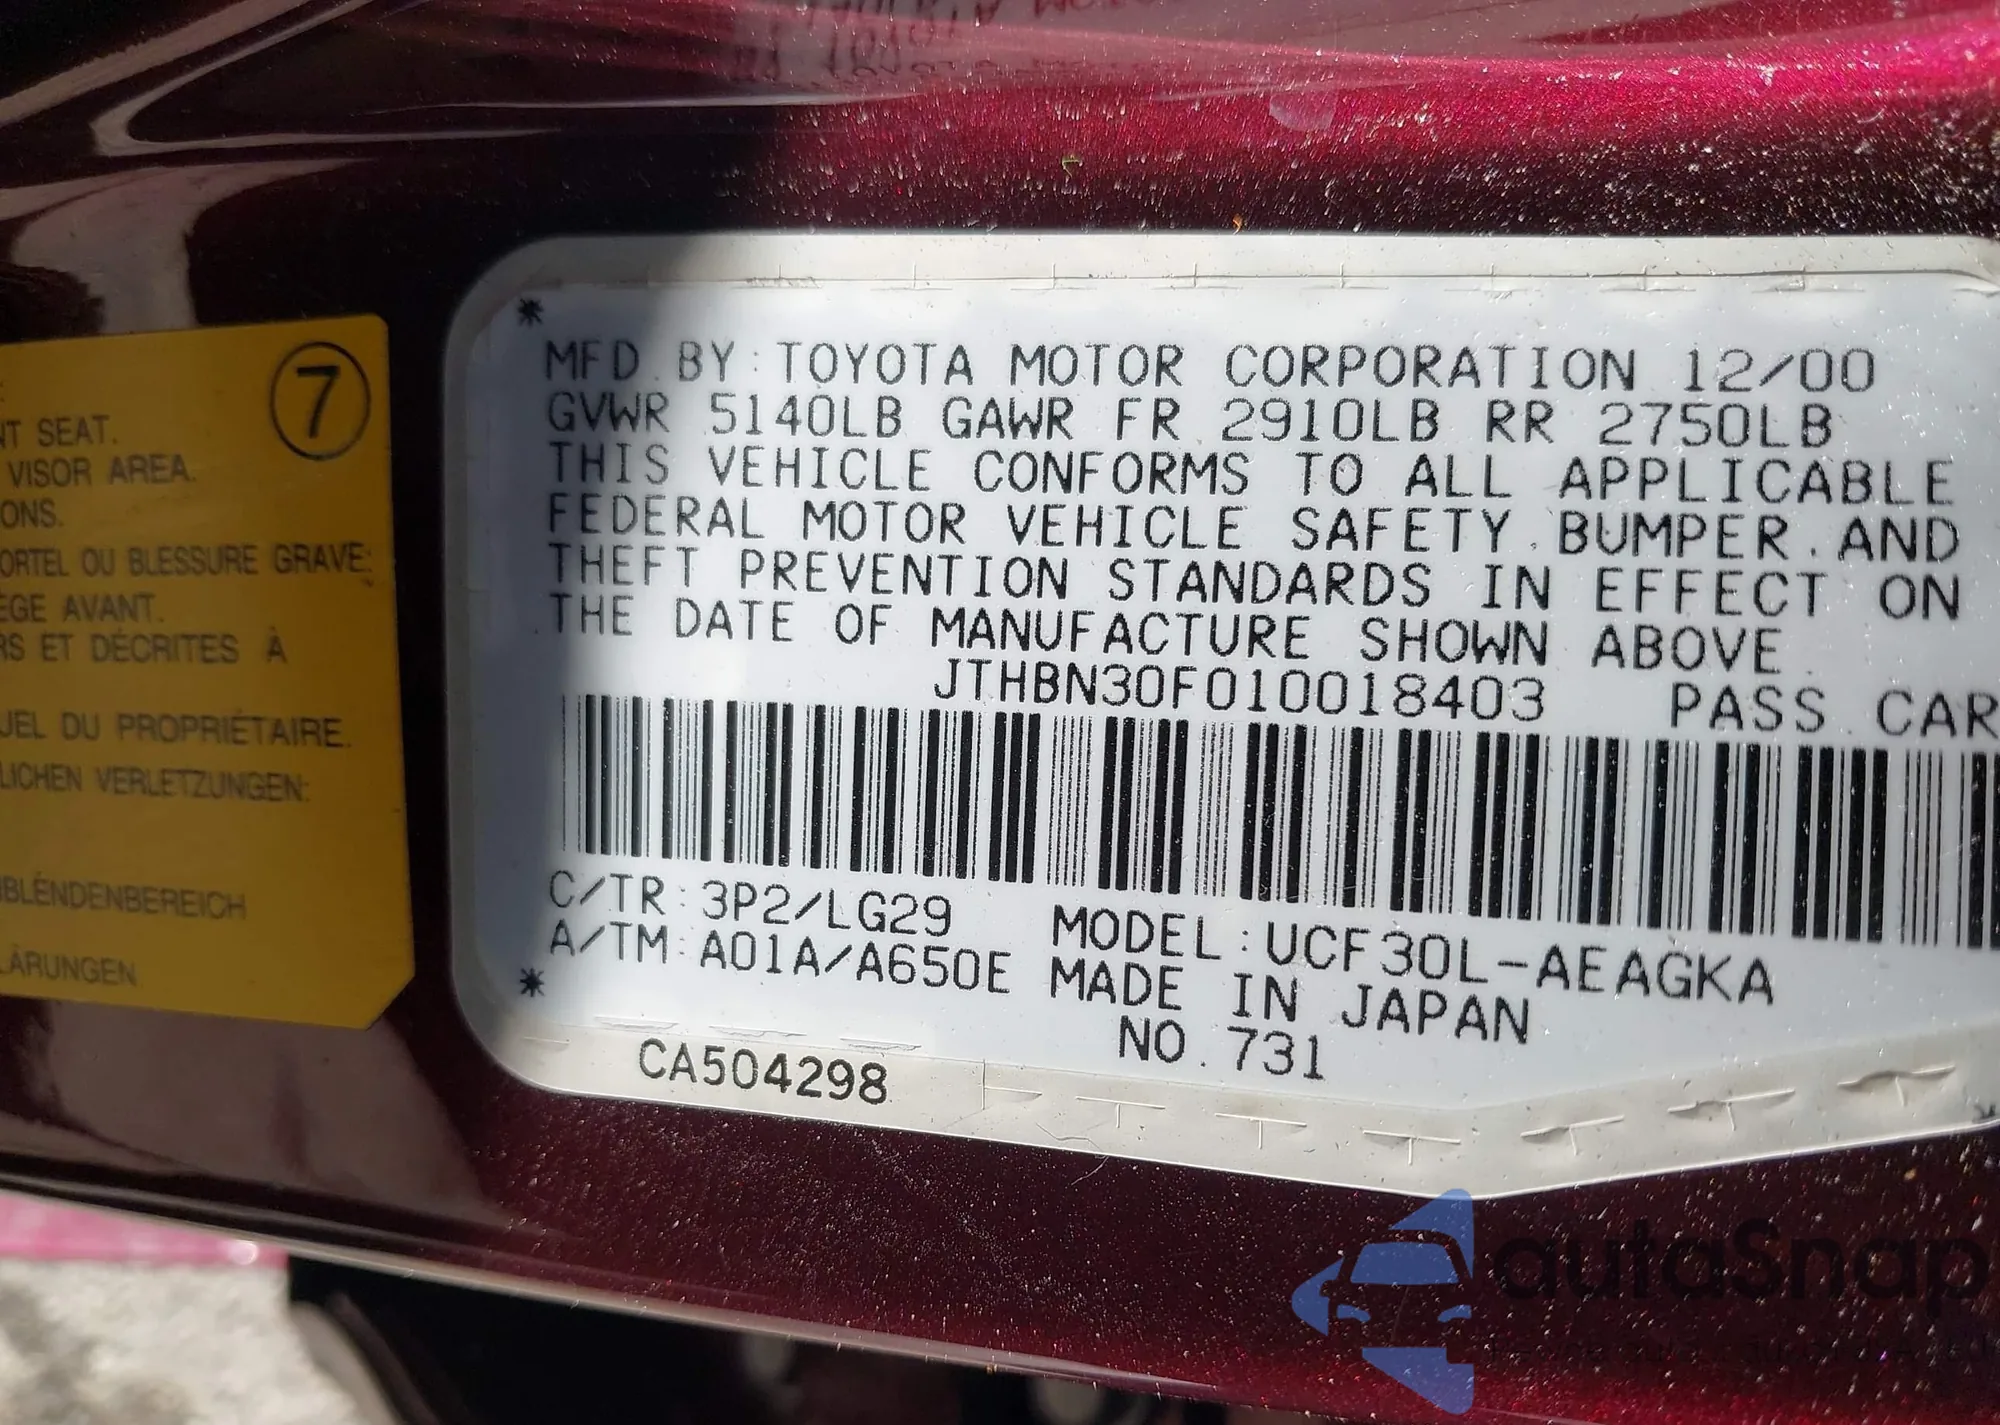 MFD. BY: TOYOTA MOTOR CORPORATION 12/00
GVWR 5140LB GAWR FR 2910LB RR 2750LB
THIS VEHICLE CONFORMS TO ALL APPLICABLE
FEDERAL MOTOR VEHICLE SAFETY. BUMPER. AND
THEFT PREVENTION STANDARDS IN EFFECT ON
THE DATE OF MANUFACTURE SHOWN ABOVE.
JTHBN30F010018403 PASS. CAR
C/TR: 3P2/LG29 MODEL: UCF30L-AEAGKA
A/TM: A01A/A650E MADE IN JAPAN
NO. 731
CA504298
7
NT SEAT.
VISOR AREA.
ONS.
ORTEL OU BLESSURE GRAVE:
ÈGE AVANT.
RS ET DÉCRITES À
UEL DU PROPRIÉTAIRE.
LICHEN VERLETZUNGEN:
NBLENDENBEREICH
LÄRUNGEN
autaSnap